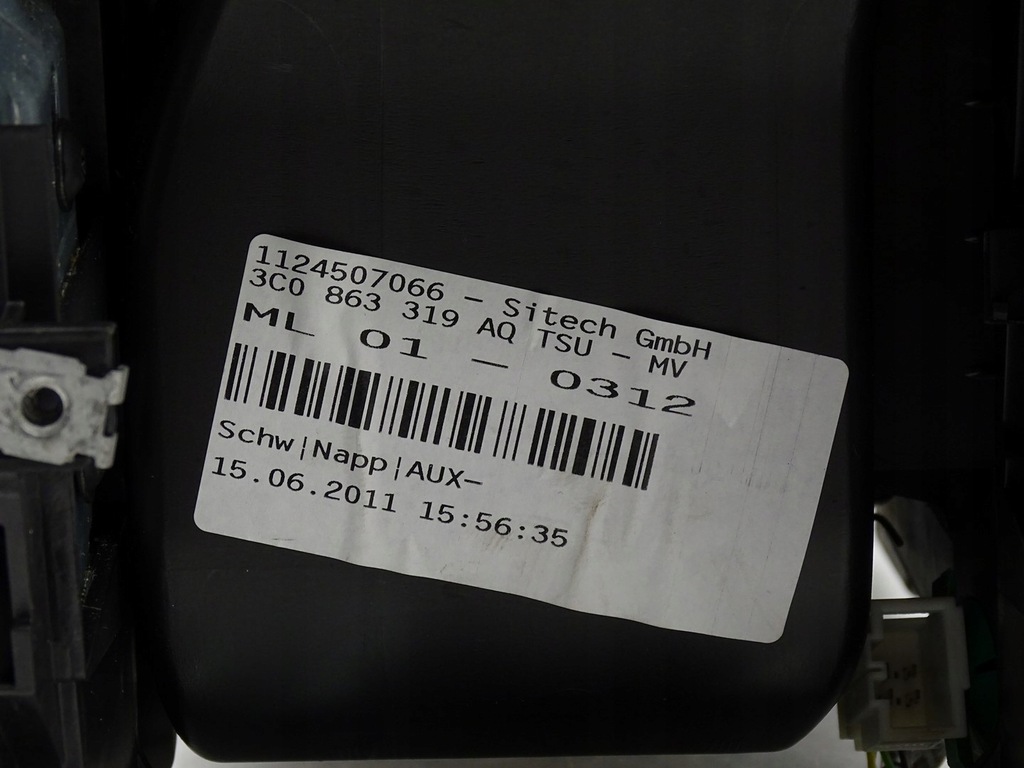 1124507066 - Sitech GmbH
3C0 863 319 AQ TSU - MV
ML 01 - 0312
Schw|Napp|AUX-
15.06.2011 15:56:35